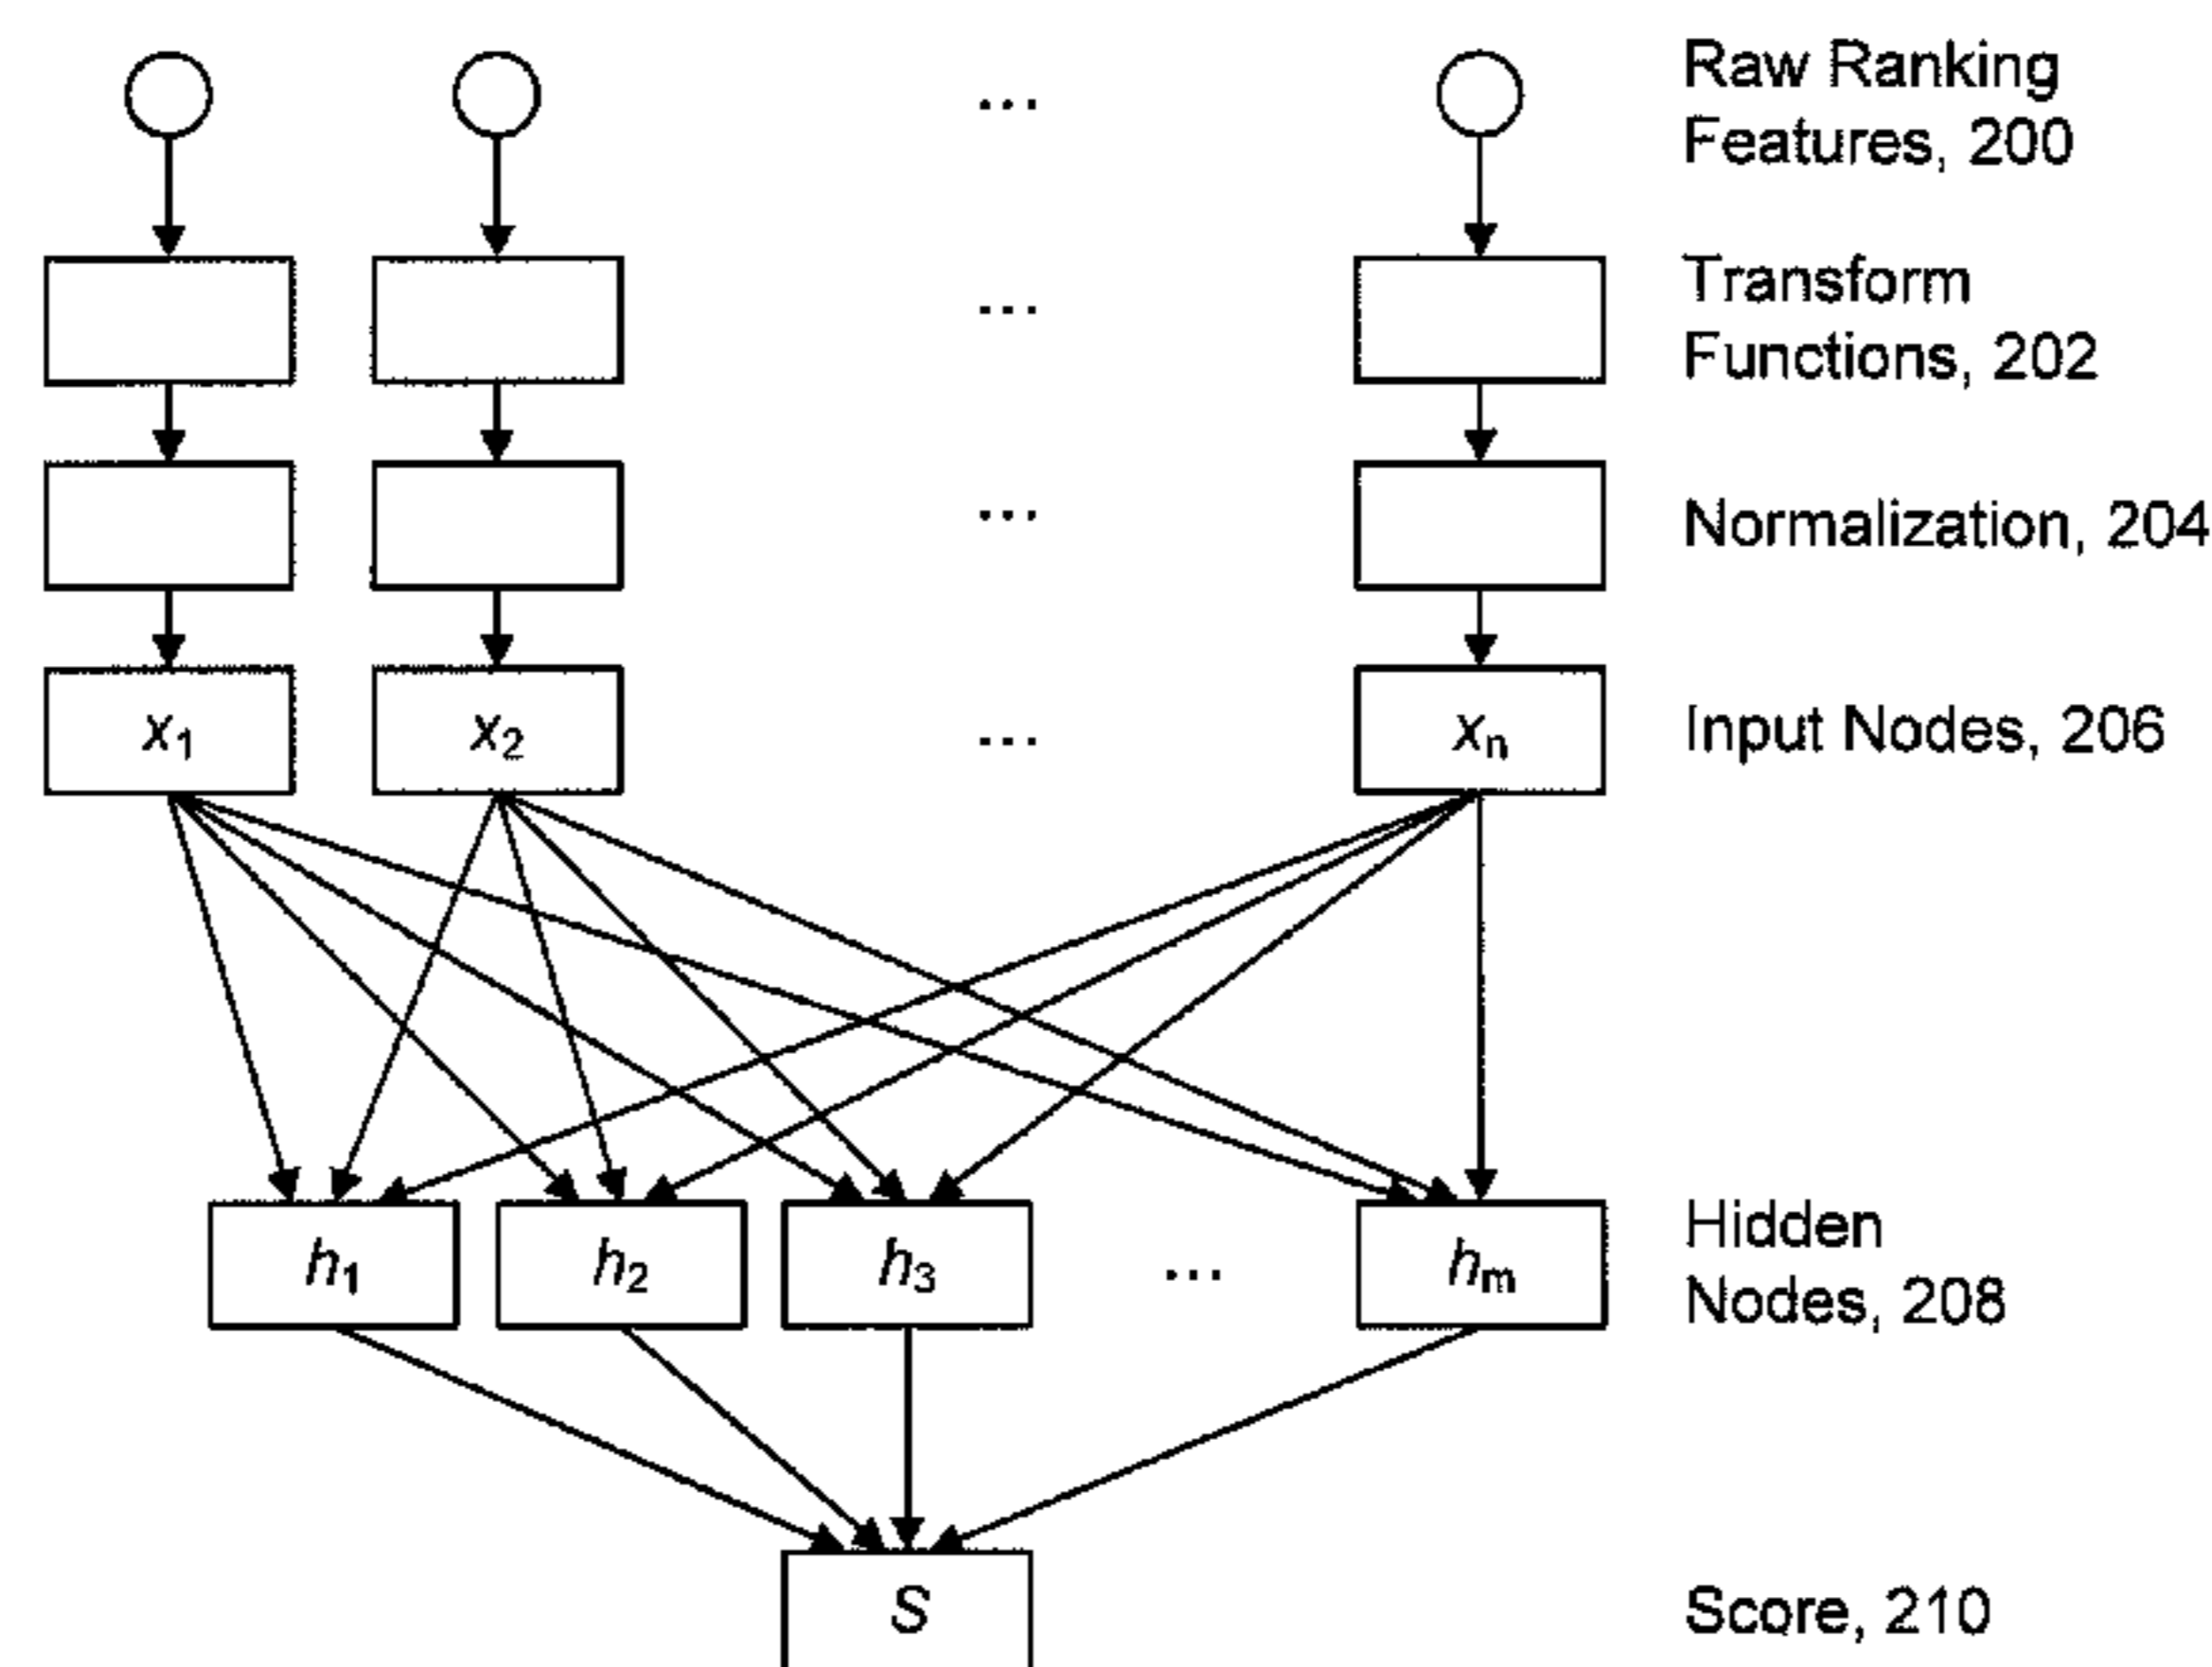 ...
Raw Ranking
Features, 200
...
Transform
Functions, 202
...
Normalization, 204
x1 x2 ... xn
Input Nodes, 206
h1 h2 h3 ... hm
Hidden
Nodes, 208
S
Score, 210